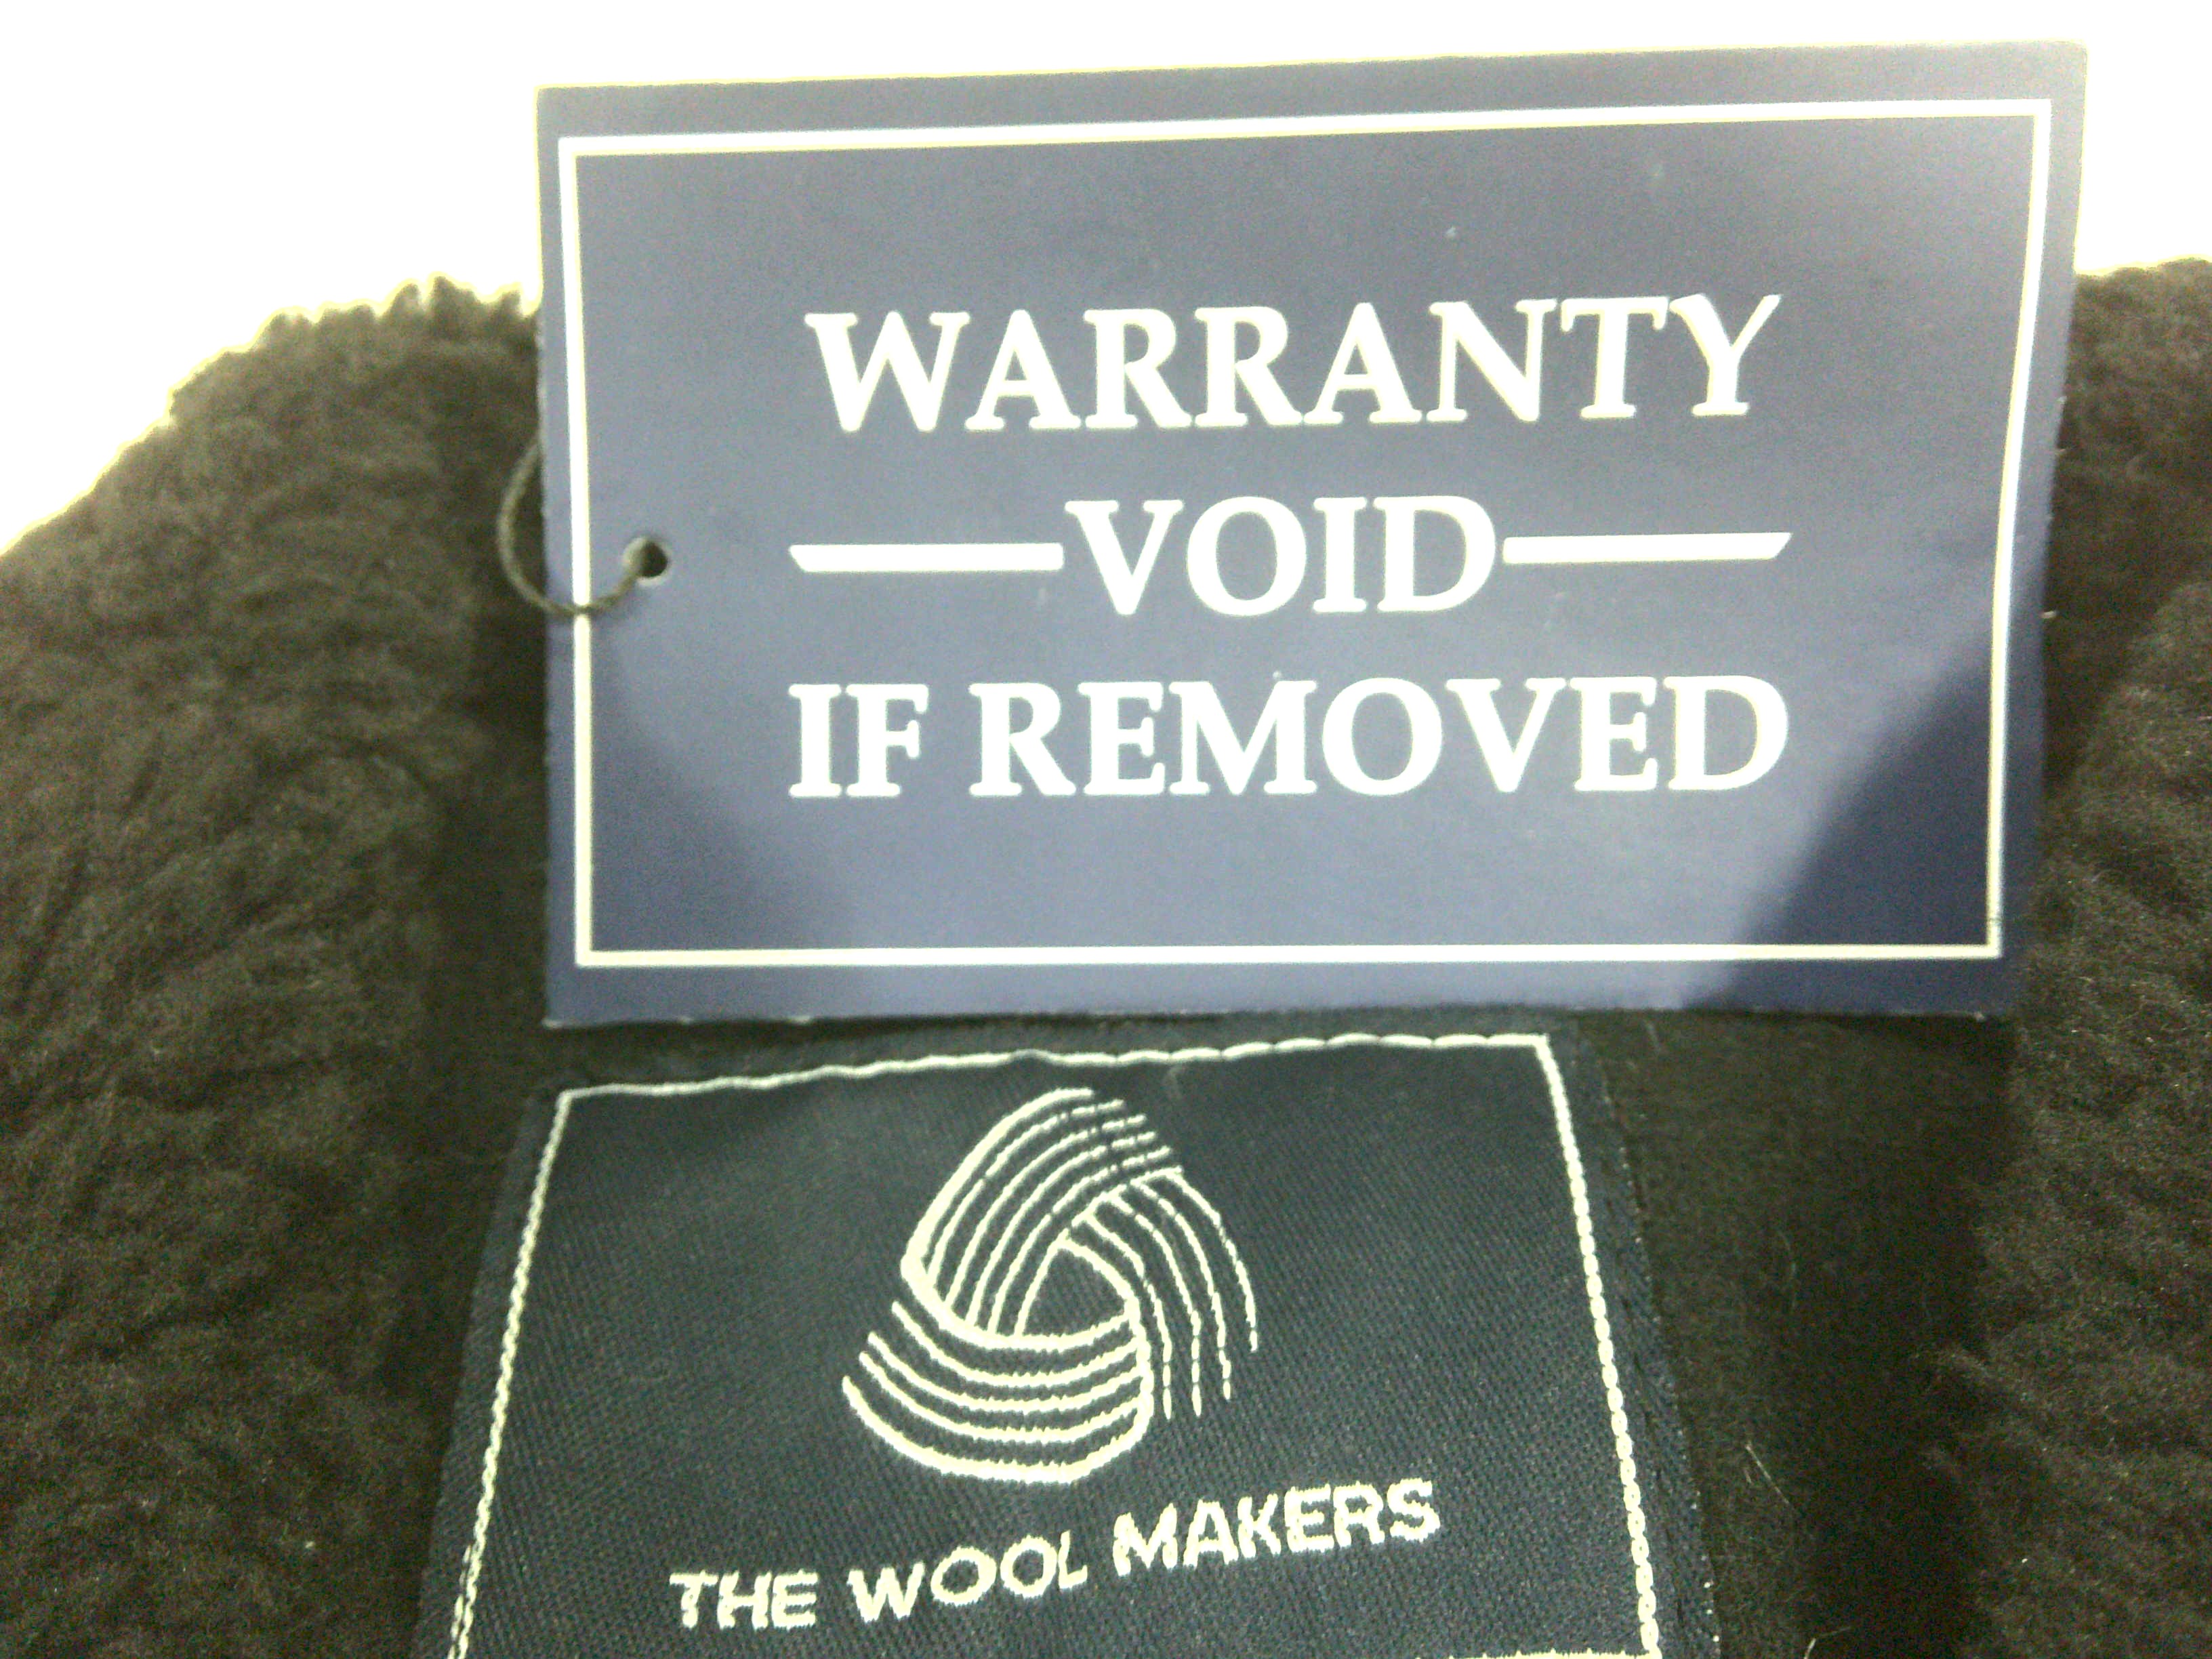 WARRANTY
VOID
IF REMOVED
THE WOOL MAKERS